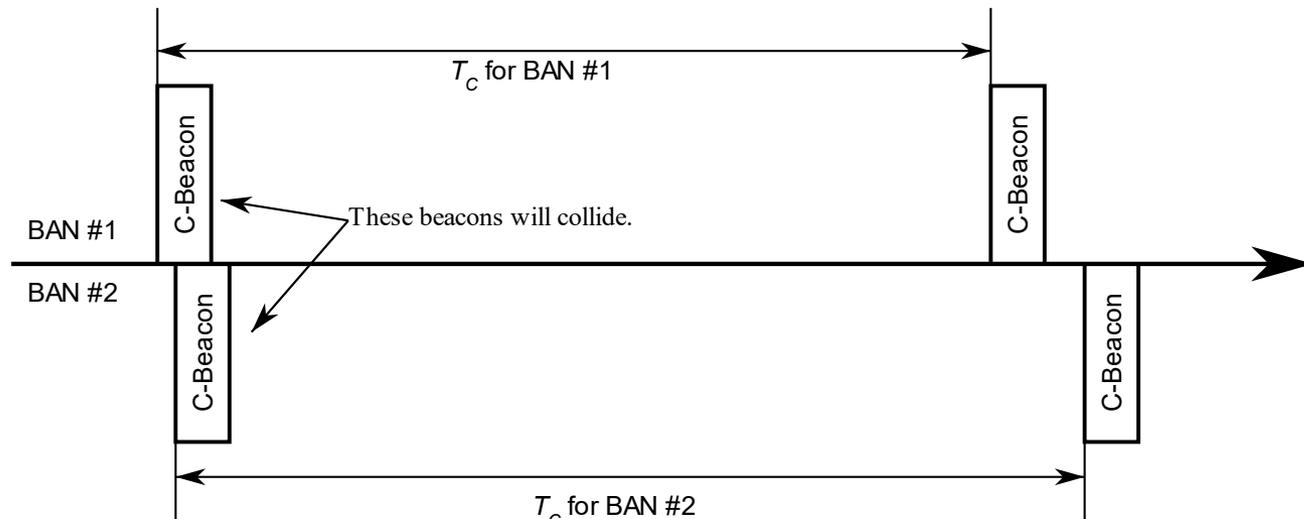 T_C for BAN #1
C-Beacon
C-Beacon
These beacons will collide.
BAN #1
BAN #2
C-Beacon
C-Beacon
T_C for BAN #2